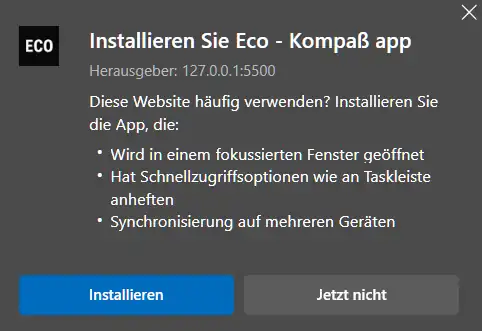 ECO
Installieren Sie Eco - Kompaß app
Herausgeber: 127.0.0.1:5500
Diese Website häufig verwenden? Installieren Sie
die App, die:
• Wird in einem fokussierten Fenster geöffnet
• Hat Schnellzugriffsoptionen wie an Taskleiste
anheften
• Synchronisierung auf mehreren Geräten
Installieren
Jetzt nicht